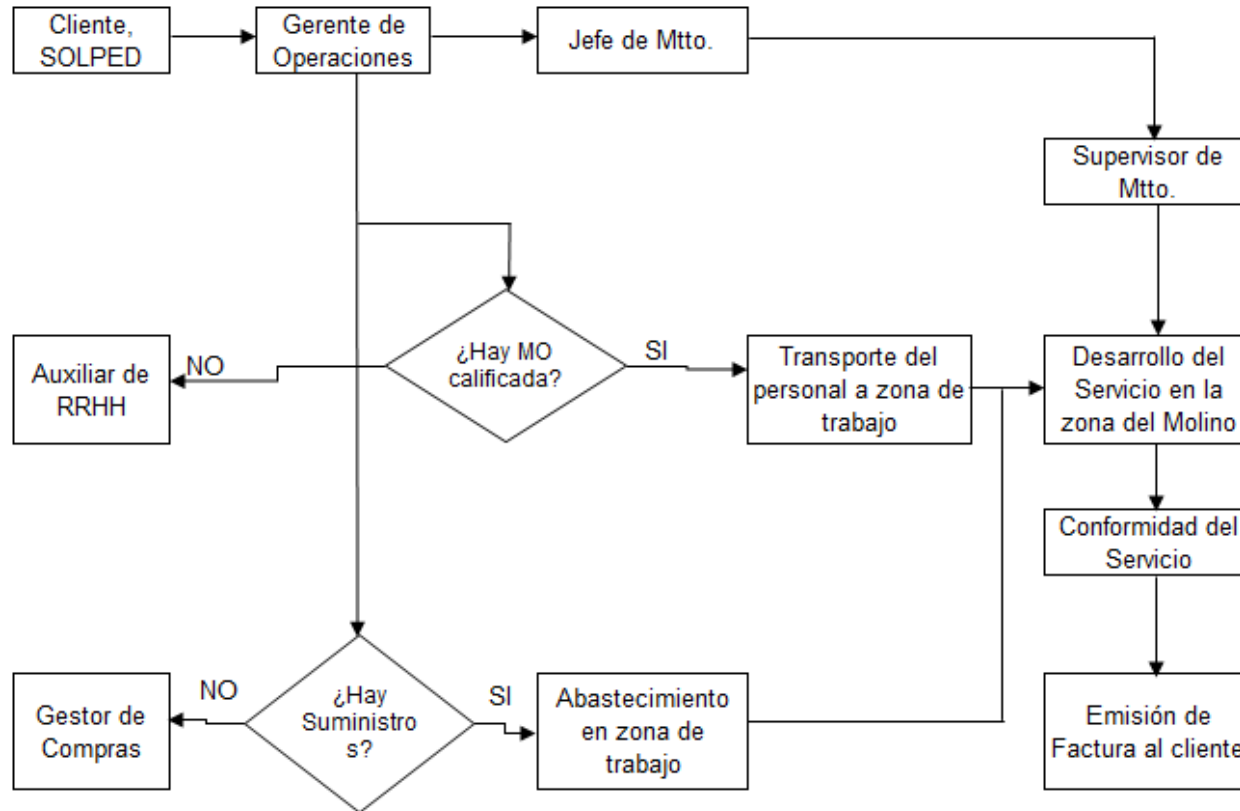 Cliente,
SOLPED
Gerente de
Operaciones
Jefe de Mtto.
Supervisor de
Mtto.
¿Hay MO
calificada?
NO
SI
Auxiliar de
RRHH
Transporte del
personal a zona de
trabajo
Desarrollo del
Servicio en la
zona del Molino
Conformidad del
Servicio
¿Hay
Suministro
s?
NO
SI
Gestor de
Compras
Abastecimiento
en zona de
trabajo
Emisión de
Factura al cliente